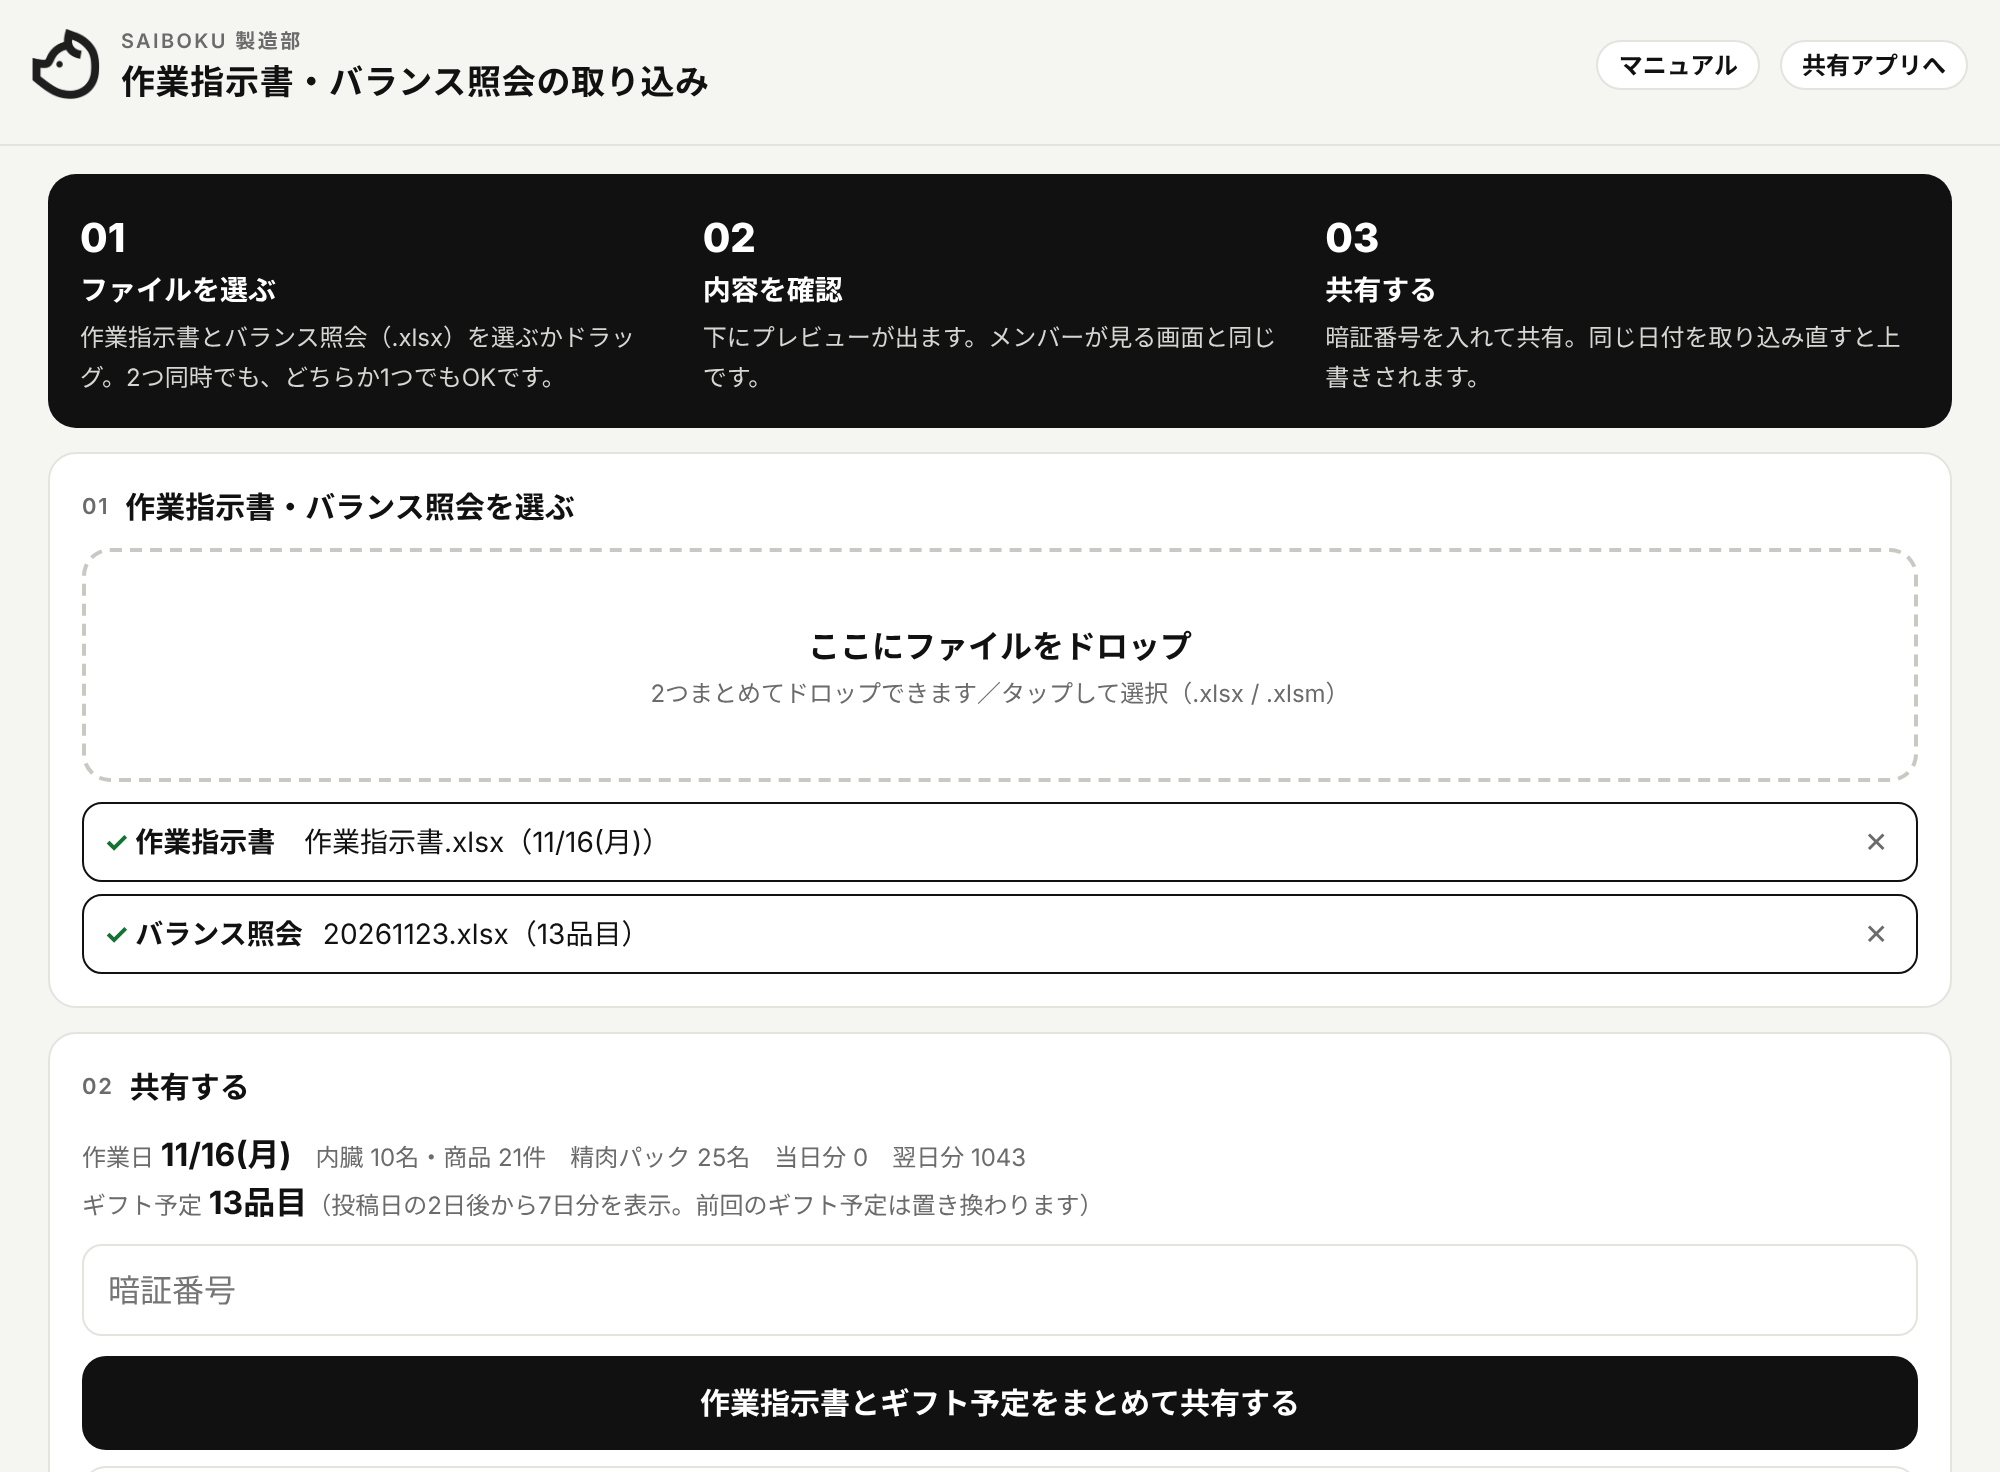 SAIBOKU 製造部
作業指示書・バランス照会の取り込み
マニュアル
共有アプリへ
01
ファイルを選ぶ
作業指示書とバランス照会（.xlsx）を選ぶかドラッ
グ。2つ同時でも、どちらか1つでもOKです。
02
内容を確認
下にプレビューが出ます。メンバーが見る画面と同じ
です。
03
共有する
暗証番号を入れて共有。同じ日付を取り込み直すと上
書きされます。
01 作業指示書・バランス照会を選ぶ
ここにファイルをドロップ
2つまとめてドロップできます／タップして選択（.xlsx / .xlsm）
✓ 作業指示書 作業指示書.xlsx（11/16(月)） ✕
✓ バランス照会 20261123.xlsx（13品目） ✕
02 共有する
作業日 11/16(月) 内臓 10名・商品 21件 精肉パック 25名 当日分 0 翌日分 1043
ギフト予定 13品目（投稿日の2日後から7日分を表示。前回のギフト予定は置き換わります）
暗証番号
作業指示書とギフト予定をまとめて共有する